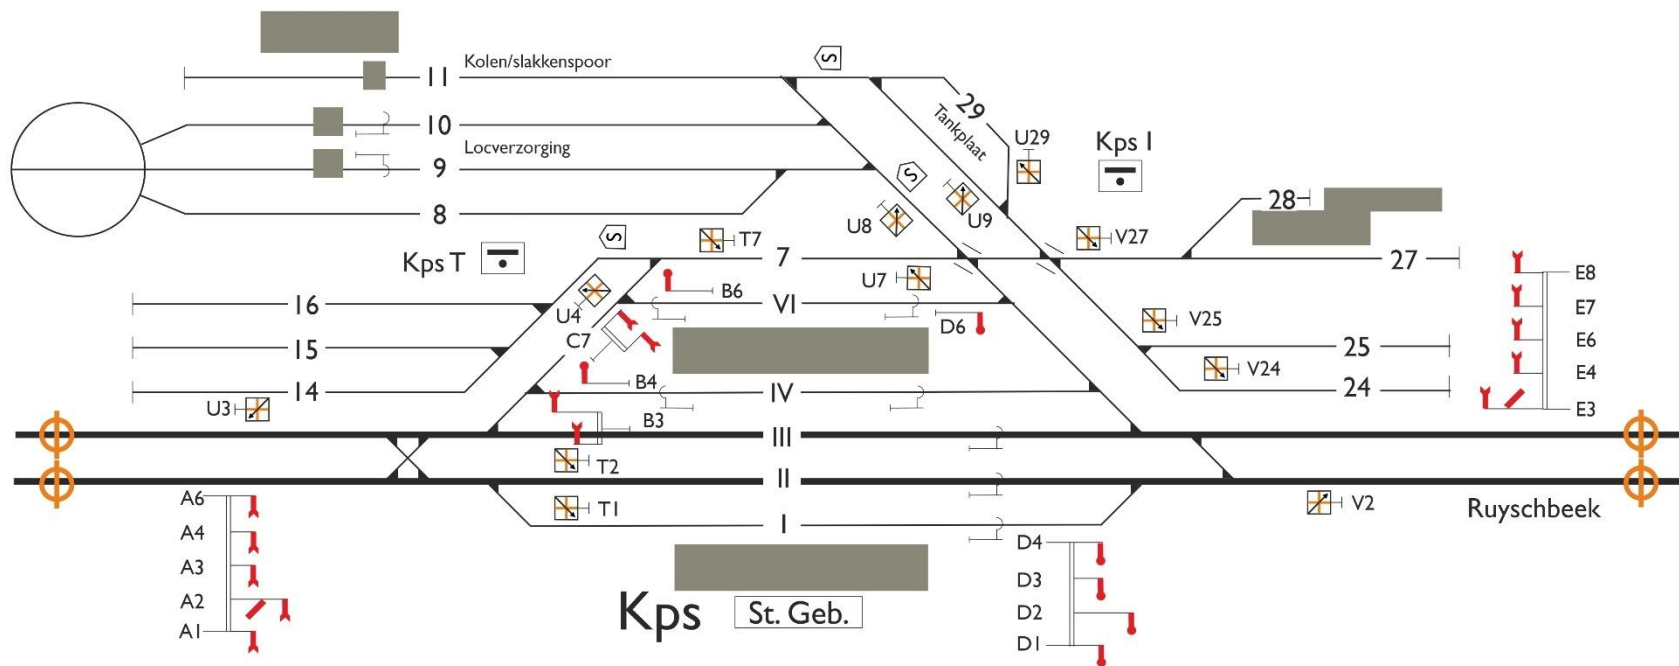 11 Kolen/slakkenspoor
S
10
29
Tankplaat
U29
Kps I
9 Locverzorging
S
U9
8
U8
28
Kps T
S
T7
7
V27
27
16
U4
B6
U7
VI
D6
V25
E8
E7
E6
E4
E3
C7
15
25
B4
V24
14
IV
24
U3
B3
III
T2
II
T1
I
V2
Ruyschbeek
A6
A4
A3
A2
A1
D4
D3
D2
D1
Kps
St. Geb.